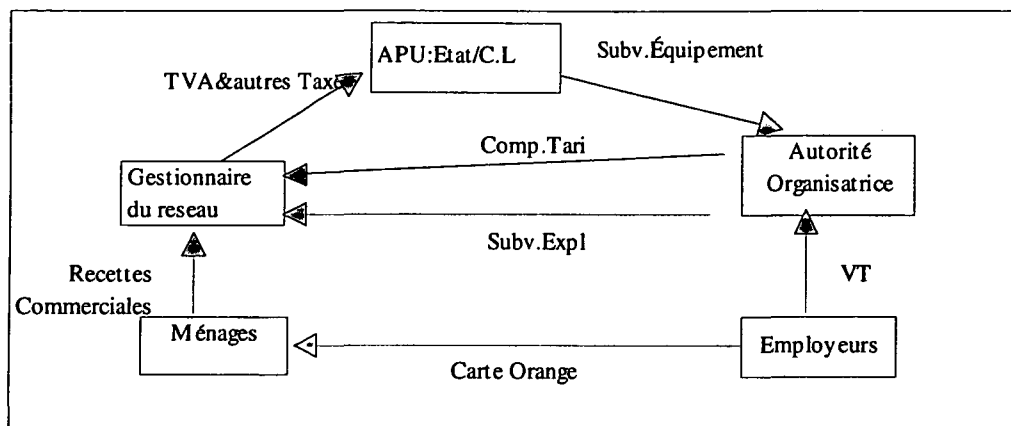 APU:Etat/C.L
Subv.Équipement
TVA&autres Taxe
Comp.Tari
Autorité
Organisatrice
Gestionnaire
du reseau
Subv.Expl
Recettes
Commerciales
VT
Ménages
Employeurs
Carte Orange